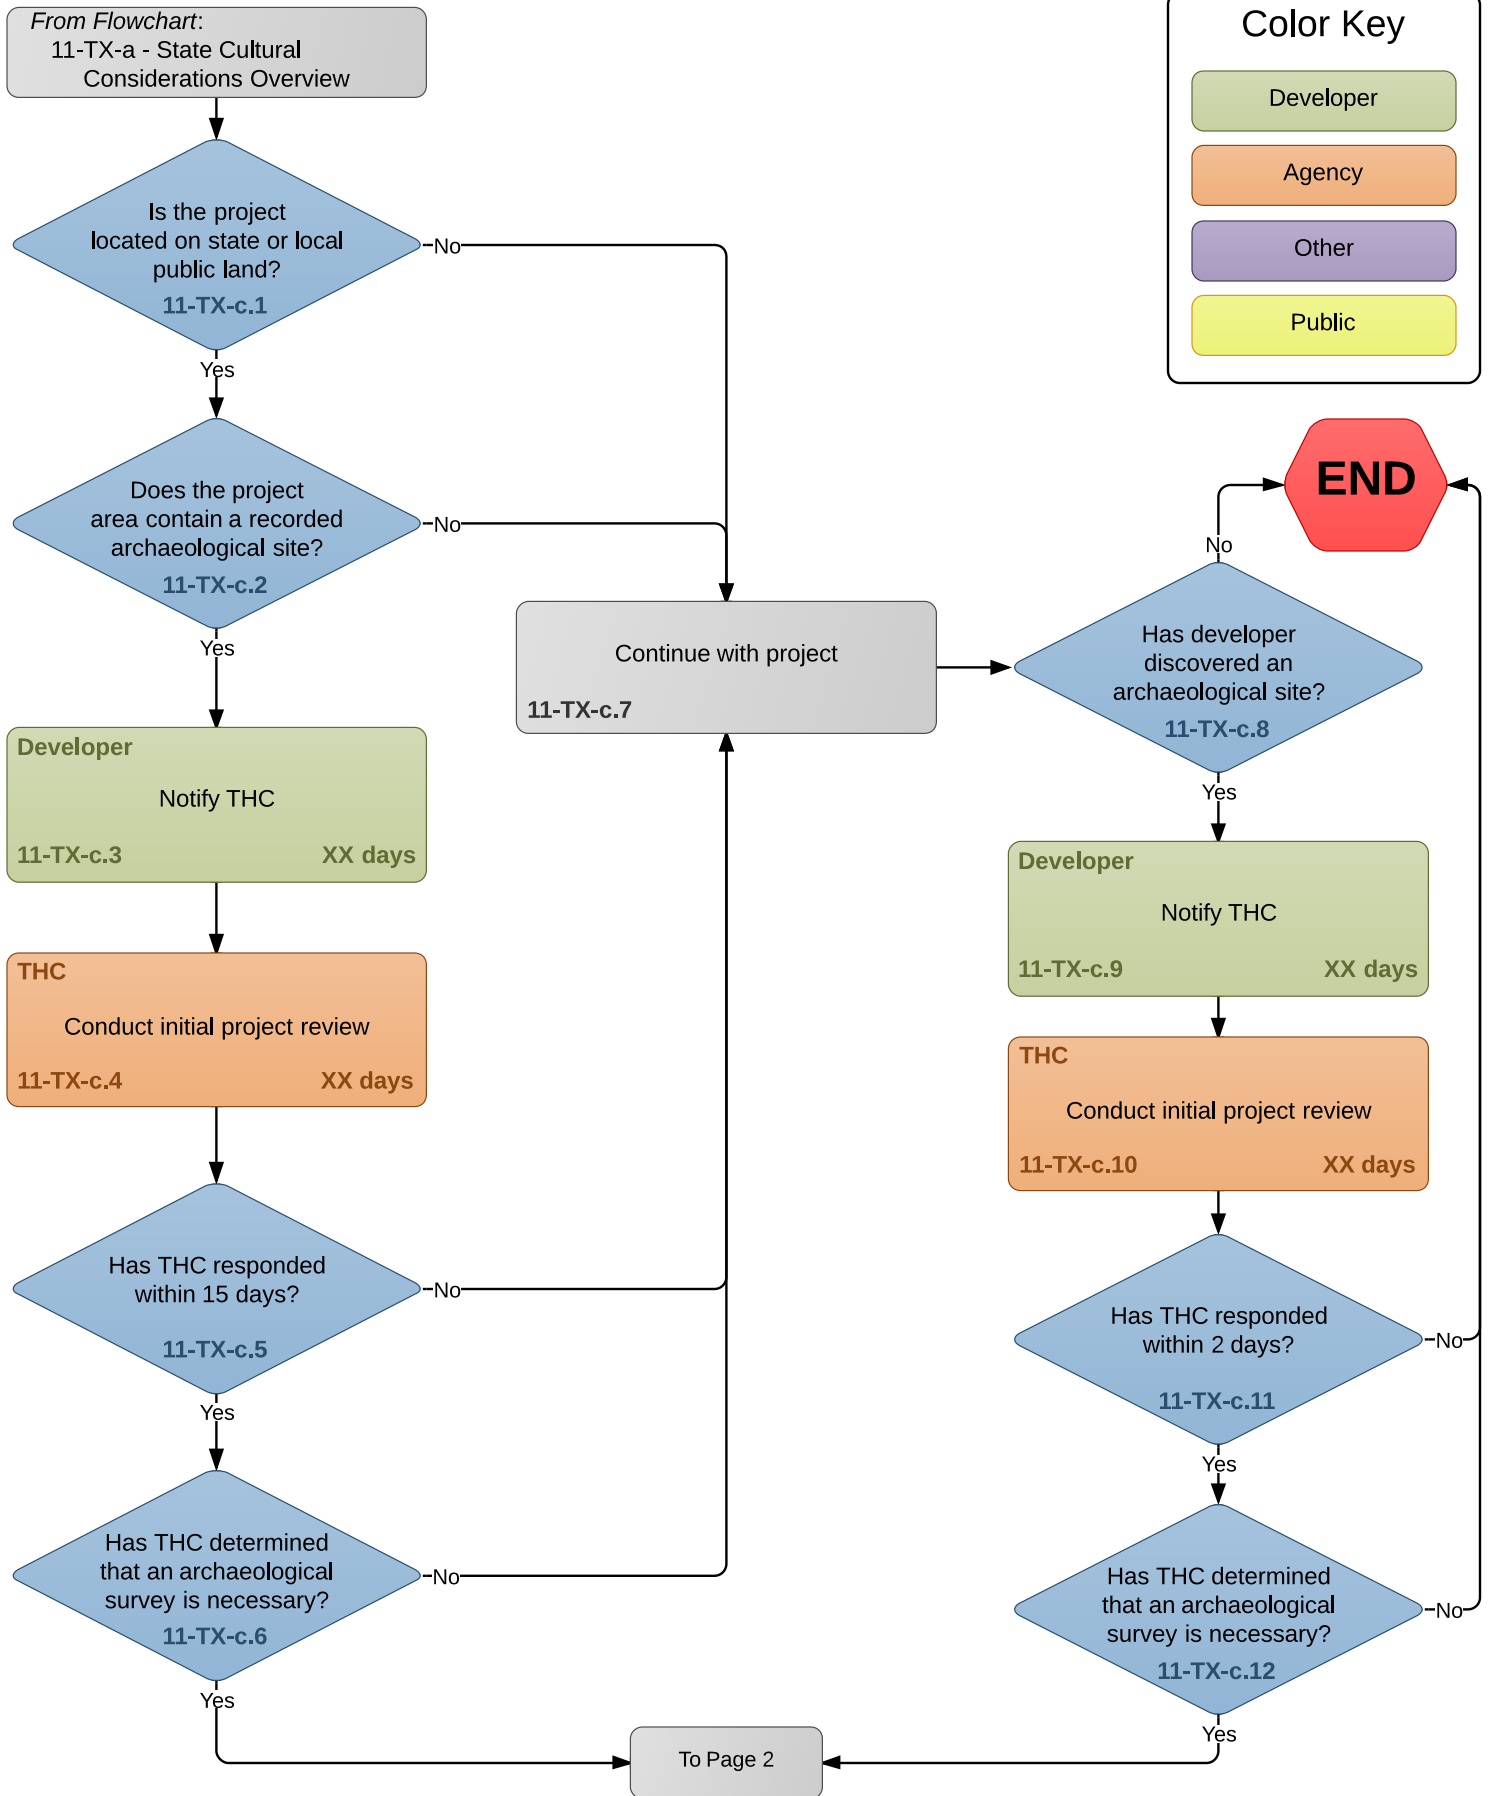 From Flowchart:
11-TX-a - State Cultural
Considerations Overview
Is the project
located on state or local
public land?
11-TX-c.1
No
Yes
Does the project
area contain a recorded
archaeological site?
11-TX-c.2
No
Yes
Developer
Notify THC
11-TX-c.3 XX days
THC
Conduct initial project review
11-TX-c.4 XX days
Has THC responded
within 15 days?
11-TX-c.5
No
Yes
Has THC determined
that an archaeological
survey is necessary?
11-TX-c.6
No
Yes
Continue with project
11-TX-c.7
To Page 2
Color Key
Developer
Agency
Other
Public
END
No
Has developer
discovered an
archaeological site?
11-TX-c.8
Yes
Developer
Notify THC
11-TX-c.9 XX days
THC
Conduct initial project review
11-TX-c.10 XX days
Has THC responded
within 2 days?
11-TX-c.11
No
Yes
Has THC determined
that an archaeological
survey is necessary?
11-TX-c.12
No
Yes